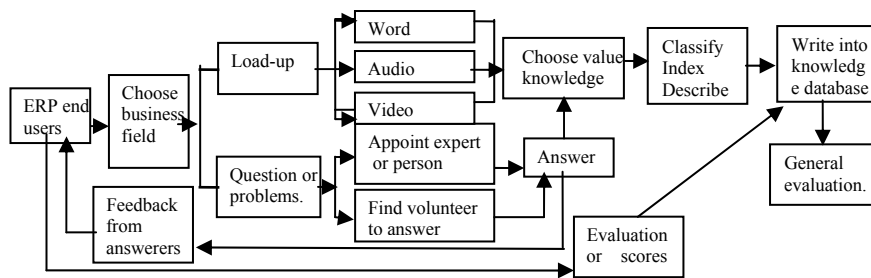 ERP end
users
Choose
business
field
Load-up
Word
Audio
Video
Question or
problems.
Appoint expert
or person
Find volunteer
to answer
Answer
Choose value
knowledge
Classify
Index
Describe
Write into
knowledg
e database
General
evaluation.
Feedback
from
answerers
Evaluation
or scores